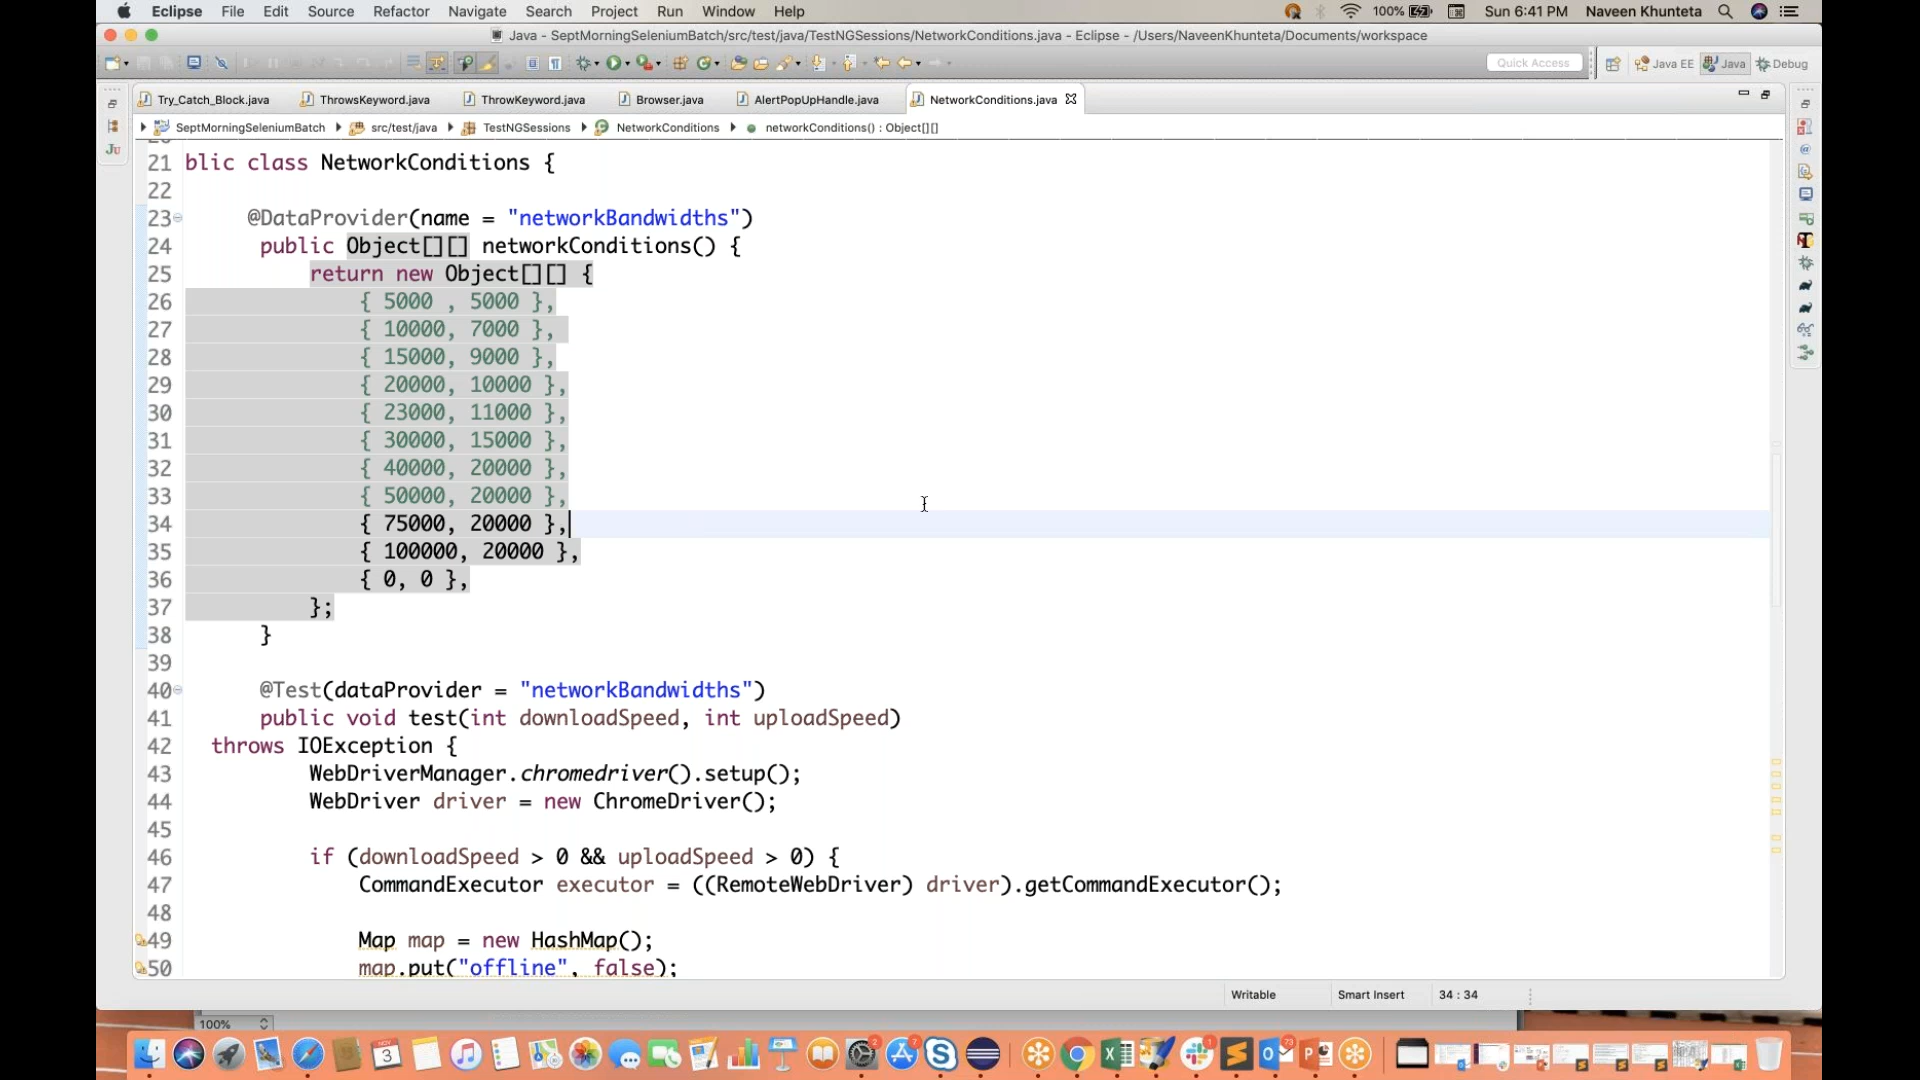 Eclipse File Edit Source Refactor Navigate Search Project Run Window Help 100% Sun 6:41 PM Naveen Khunteta
Java - SeptMorningSeleniumBatch/src/test/java/TestNGSessions/NetworkConditions.java - Eclipse - /Users/NaveenKhunteta/Documents/workspace
Quick Access Java EE Java Debug
Try_Catch_Block.java ThrowsKeyword.java ThrowKeyword.java Browser.java AlertPopUpHandle.java NetworkConditions.java
SeptMorningSeleniumBatch src/test/java TestNGSessions NetworkConditions networkConditions() : Object[][]
21 blic class NetworkConditions {
22
23 @DataProvider(name = "networkBandwidths")
24 public Object[][] networkConditions() {
25 return new Object[][] {
26 { 5000 , 5000 },
27 { 10000, 7000 },
28 { 15000, 9000 },
29 { 20000, 10000 },
30 { 23000, 11000 },
31 { 30000, 15000 },
32 { 40000, 20000 },
33 { 50000, 20000 },
34 { 75000, 20000 },
35 { 100000, 20000 },
36 { 0, 0 },
37 };
38 }
39
40 @Test(dataProvider = "networkBandwidths")
41 public void test(int downloadSpeed, int uploadSpeed)
42 throws IOException {
43 WebDriverManager.chromedriver().setup();
44 WebDriver driver = new ChromeDriver();
45
46 if (downloadSpeed > 0 && uploadSpeed > 0) {
47 CommandExecutor executor = ((RemoteWebDriver) driver).getCommandExecutor();
48
49 Map map = new HashMap();
50 map.put("offline", false);
Writable Smart Insert 34 : 34
100%